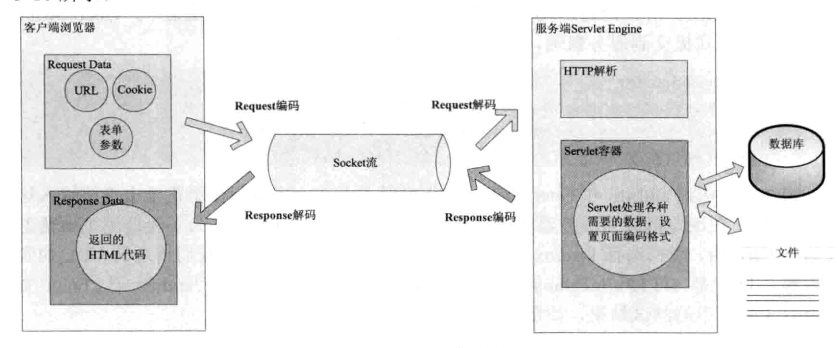 客户端浏览器
Request Data
URL
Cookie
表单
参数
Response Data
返回的
HTML代码
Request编码
Request解码
Socket流
Response解码
Response编码
服务端Servlet Engine
HTTP解析
Servlet容器
Servlet处理各种
需要的数据，设
置页面编码格式
数据库
文件